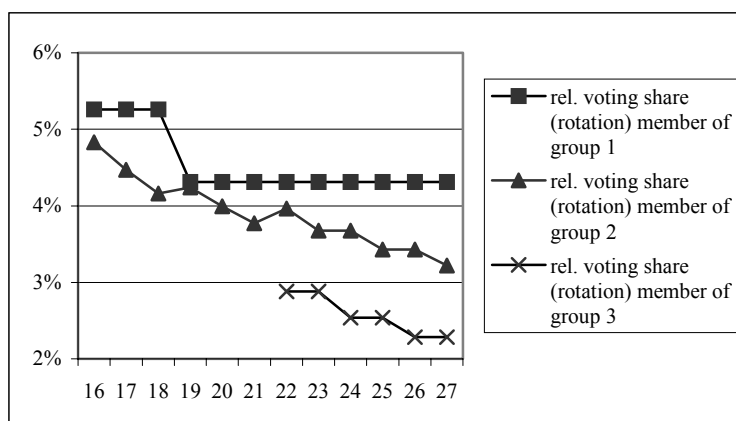 6%
5%
4%
3%
2%
16 17 18 19 20 21 22 23 24 25 26 27
rel. voting share
(rotation) member of
group 1
rel. voting share
(rotation) member of
group 2
rel. voting share
(rotation) member of
group 3